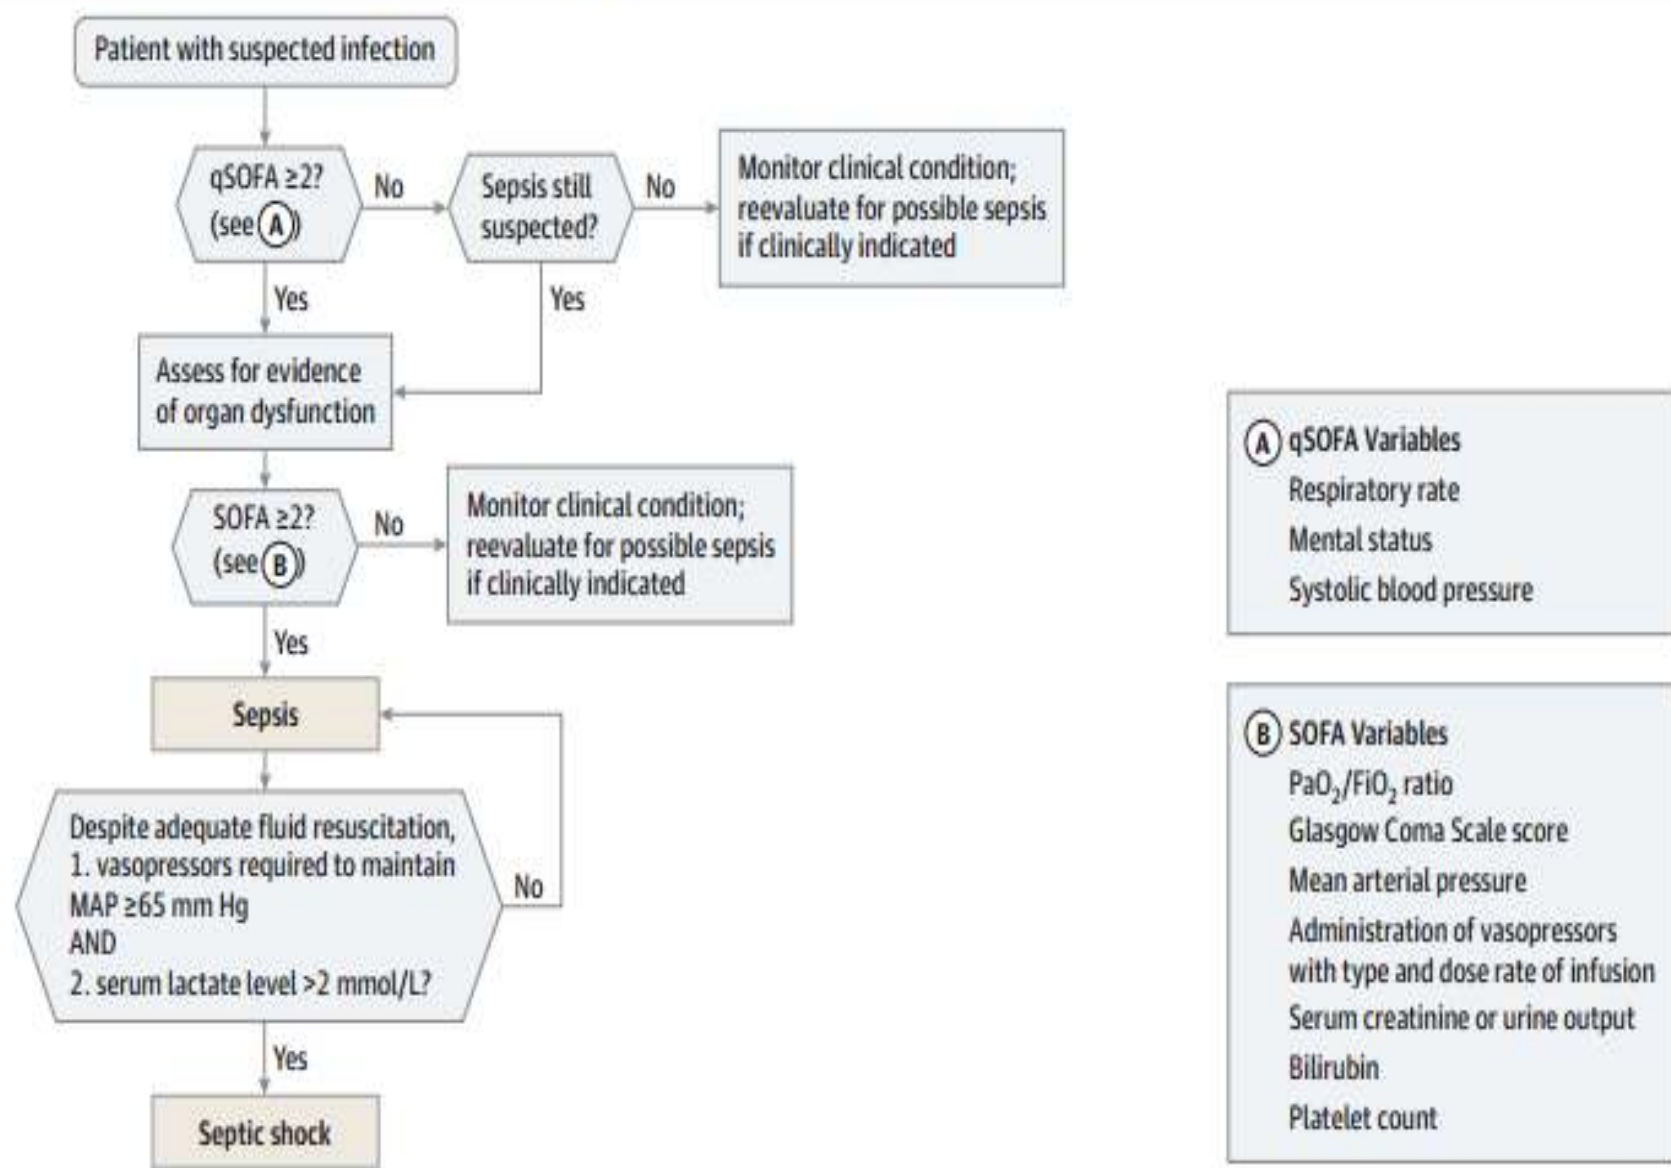 Patient with suspected infection
qSOFA ≥2?
(see A)
No
Sepsis still
suspected?
No
Monitor clinical condition;
reevaluate for possible sepsis
if clinically indicated
Yes
Yes
Assess for evidence
of organ dysfunction
SOFA ≥2?
(see B)
No
Monitor clinical condition;
reevaluate for possible sepsis
if clinically indicated
Yes
Sepsis
Despite adequate fluid resuscitation,
1. vasopressors required to maintain
MAP ≥65 mm Hg
AND
2. serum lactate level >2 mmol/L?
No
Yes
Septic shock
A qSOFA Variables
Respiratory rate
Mental status
Systolic blood pressure
B SOFA Variables
PaO₂/FiO₂ ratio
Glasgow Coma Scale score
Mean arterial pressure
Administration of vasopressors
with type and dose rate of infusion
Serum creatinine or urine output
Bilirubin
Platelet count